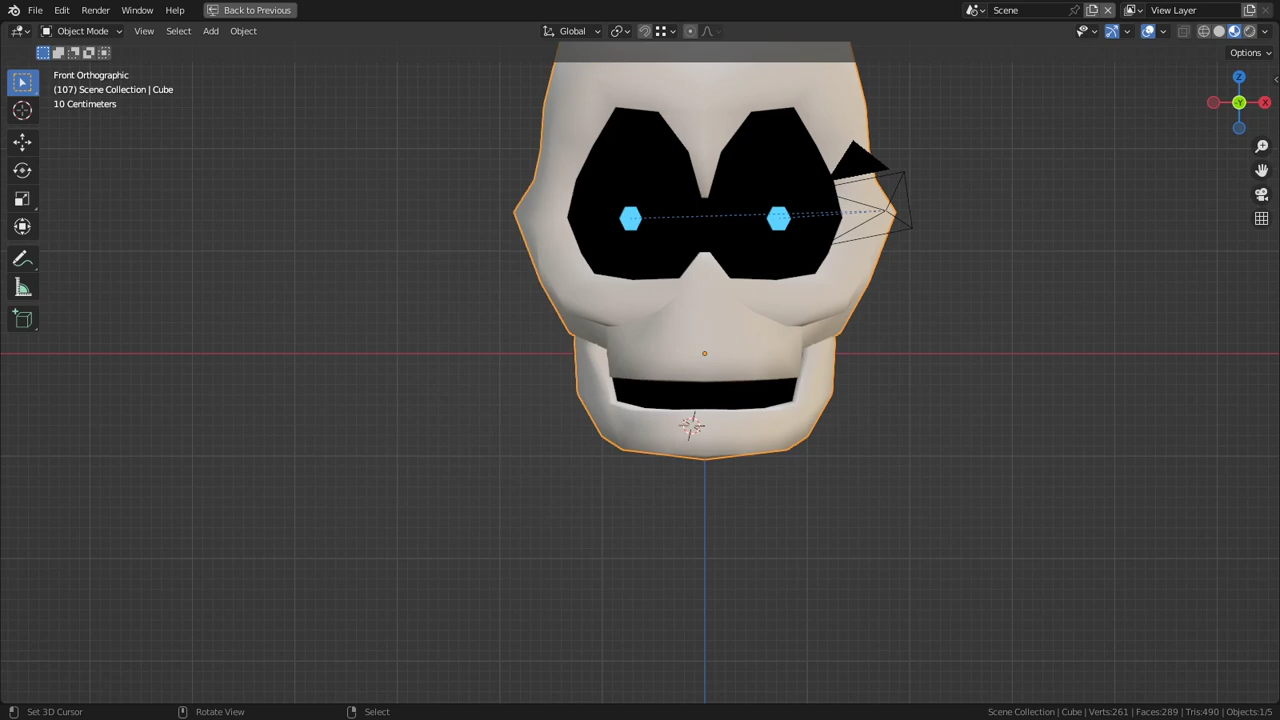 File Edit Render Window Help Back to Previous Scene View Layer
Object Mode View Select Add Object Global
Options
Front Orthographic
(107) Scene Collection | Cube
10 Centimeters
Z
-Y
X
Set 3D Cursor Rotate View Select Scene Collection | Cube | Verts:261 | Faces:289 | Tris:490 | Objects:1/5